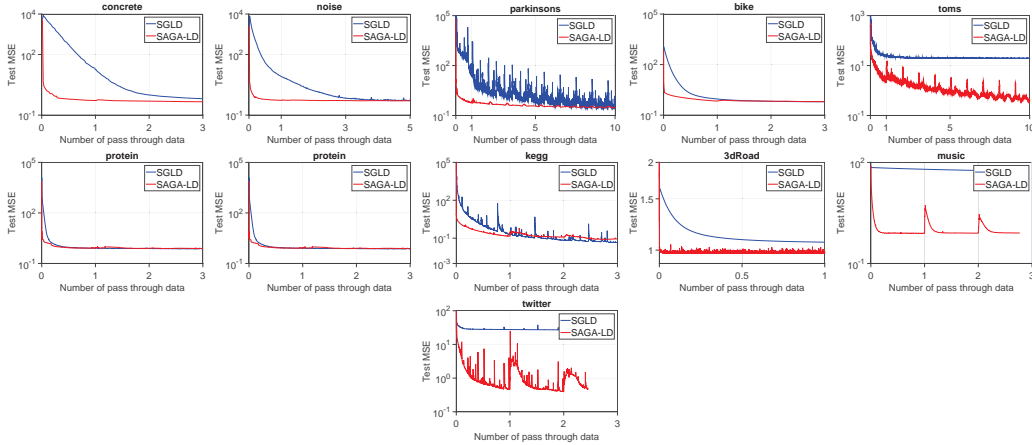 concrete
10^4
10^-1
Test MSE
0 1 2 3
Number of pass through data
SGLD
SAGA-LD
noise
10^4
10^-1
Test MSE
0 1 3 5
Number of pass through data
SGLD
SAGA-LD
parkinsons
10^5
10^2
10^-1
Test MSE
0 1 5 10
Number of pass through data
SGLD
SAGA-LD
bike
10^5
10^2
10^-1
Test MSE
0 1 2 3
Number of pass through data
SGLD
SAGA-LD
toms
10^3
10^1
10^-1
Test MSE
0 1 5 10
Number of pass through data
SGLD
SAGA-LD
protein
10^5
10^2
10^-1
Test MSE
0 1 2 3
Number of pass through data
SGLD
SAGA-LD
protein
10^5
10^2
10^-1
Test MSE
0 1 2 3
Number of pass through data
SGLD
SAGA-LD
kegg
10^5
10^2
10^-1
10^-4
Test MSE
0 1 2 3
Number of pass through data
SGLD
SAGA-LD
3dRoad
2
1.5
1
Test MSE
0 0.5 1
Number of pass through data
SGLD
SAGA-LD
music
10^2
10^1
Test MSE
0 1 2 3
Number of pass through data
SGLD
SAGA-LD
twitter
10^2
10^1
10^0
10^-1
Test MSE
0 1 2 3
Number of pass through data
SGLD
SAGA-LD